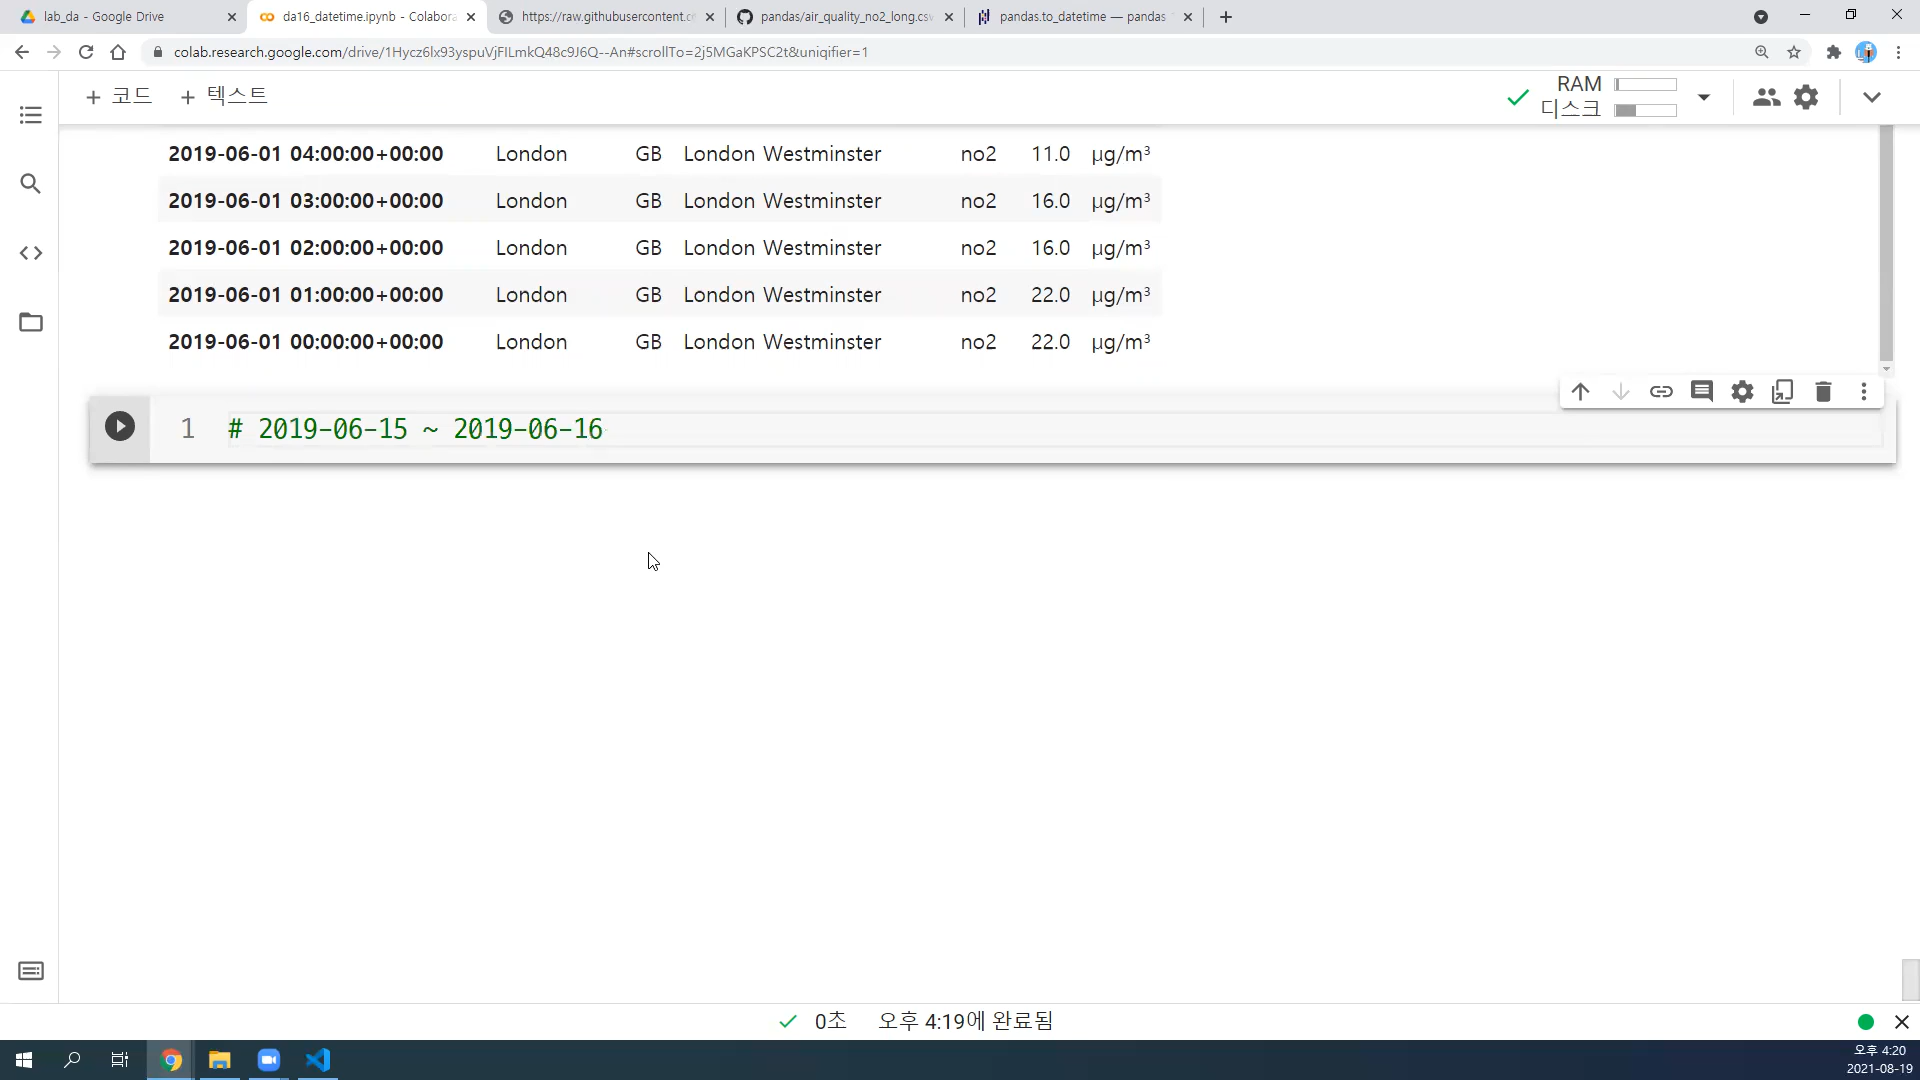 lab_da - Google Drive
da16_datetime.ipynb - Colabora
https://raw.githubusercontent.c
pandas/air_quality_no2_long.csv
pandas.to_datetime — pandas
colab.research.google.com/drive/1Hycz6lx93yspuVjFILmkQ48c9J6Q--An#scrollTo=2j5MGaKPSC2t&uniqifier=1
+ 코드 + 텍스트
RAM
디스크
2019-06-01 04:00:00+00:00 London GB London Westminster no2 11.0 µg/m³
2019-06-01 03:00:00+00:00 London GB London Westminster no2 16.0 µg/m³
2019-06-01 02:00:00+00:00 London GB London Westminster no2 16.0 µg/m³
2019-06-01 01:00:00+00:00 London GB London Westminster no2 22.0 µg/m³
2019-06-01 00:00:00+00:00 London GB London Westminster no2 22.0 µg/m³
1 # 2019-06-15 ~ 2019-06-16
0초 오후 4:19에 완료됨
오후 4:20
2021-08-19